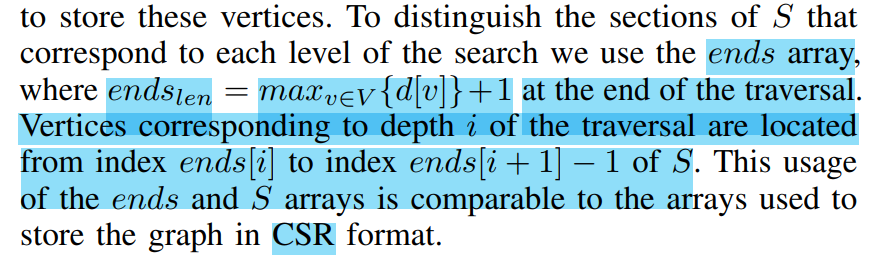 to store these vertices. To distinguish the sections of S that
correspond to each level of the search we use the ends array,
where ends_len = max_{v∈V}{d[v]}+1 at the end of the traversal.
Vertices corresponding to depth i of the traversal are located
from index ends[i] to index ends[i + 1] − 1 of S. This usage
of the ends and S arrays is comparable to the arrays used to
store the graph in CSR format.